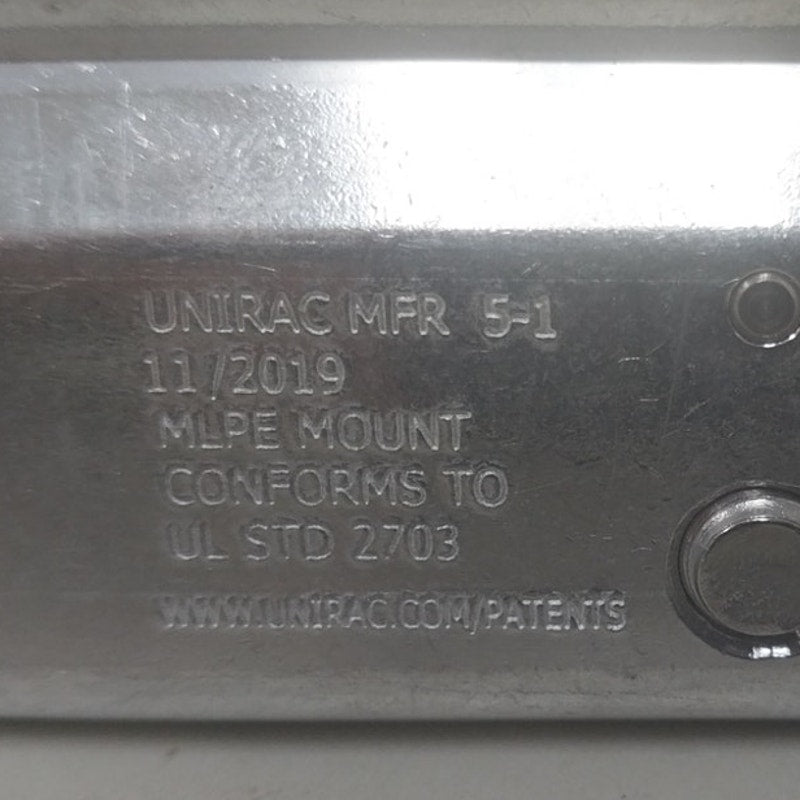 UNIRAC MFR 5-1
11/2019
MLPE MOUNT
CONFORMS TO
UL STD 2703
WWW.UNIRAC.COM/PATENTS